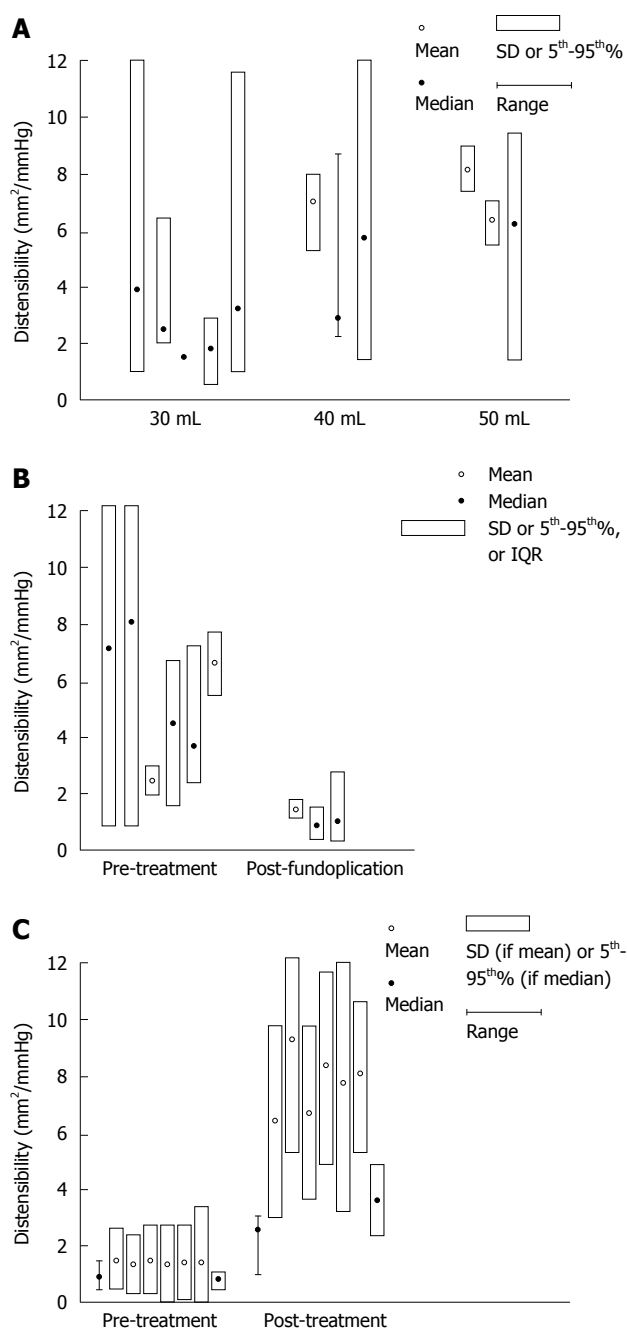 A
Mean
SD or 5th-95th%
Median
Range
Distensibility (mm2/mmHg)
12
10
8
6
4
2
0
30 mL
40 mL
50 mL
B
Mean
Median
SD or 5th-95th%,
or IQR
Distensibility (mm2/mmHg)
12
10
8
6
4
2
0
Pre-treatment
Post-fundoplication
C
Mean
SD (if mean) or 5th-
95th% (if median)
Median
Range
Distensibility (mm2/mmHg)
12
10
8
6
4
2
0
Pre-treatment
Post-treatment